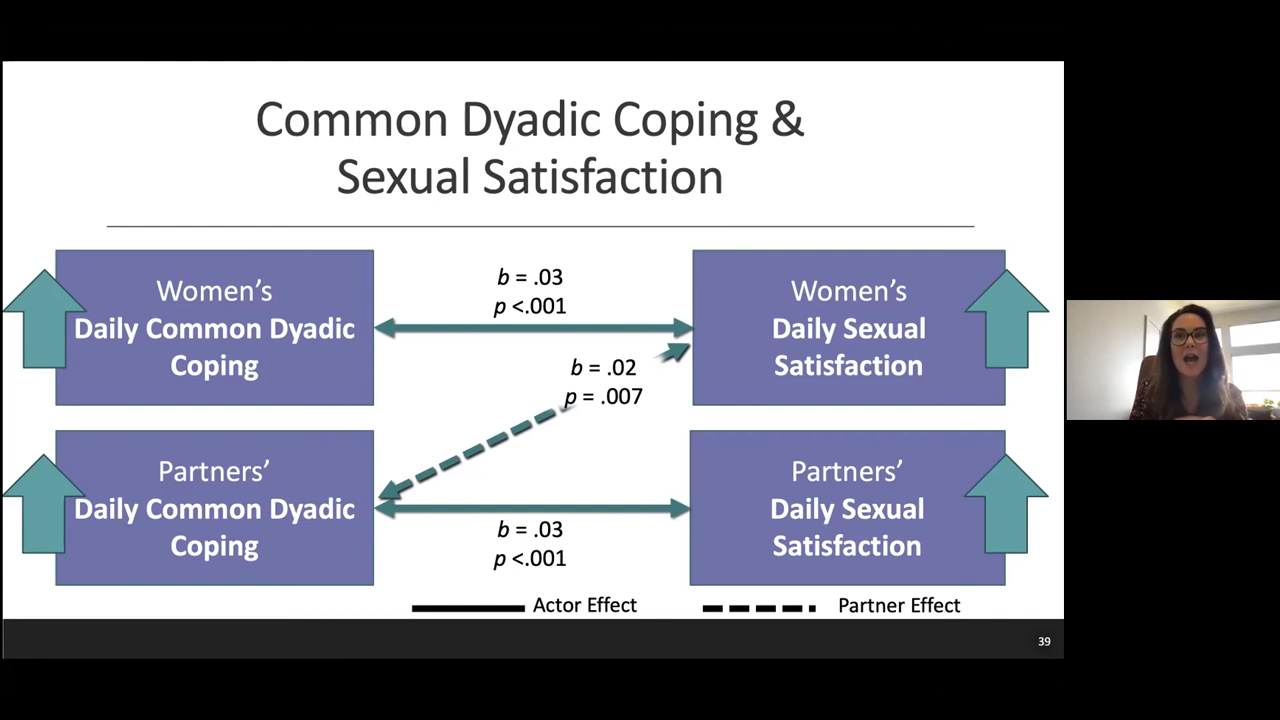 Common Dyadic Coping &
Sexual Satisfaction
Women's
Daily Common Dyadic
Coping
b = .03
p <.001
Women's
Daily Sexual
Satisfaction
b = .02
p = .007
Partners'
Daily Common Dyadic
Coping
b = .03
p <.001
Partners'
Daily Sexual
Satisfaction
Actor Effect
Partner Effect
39